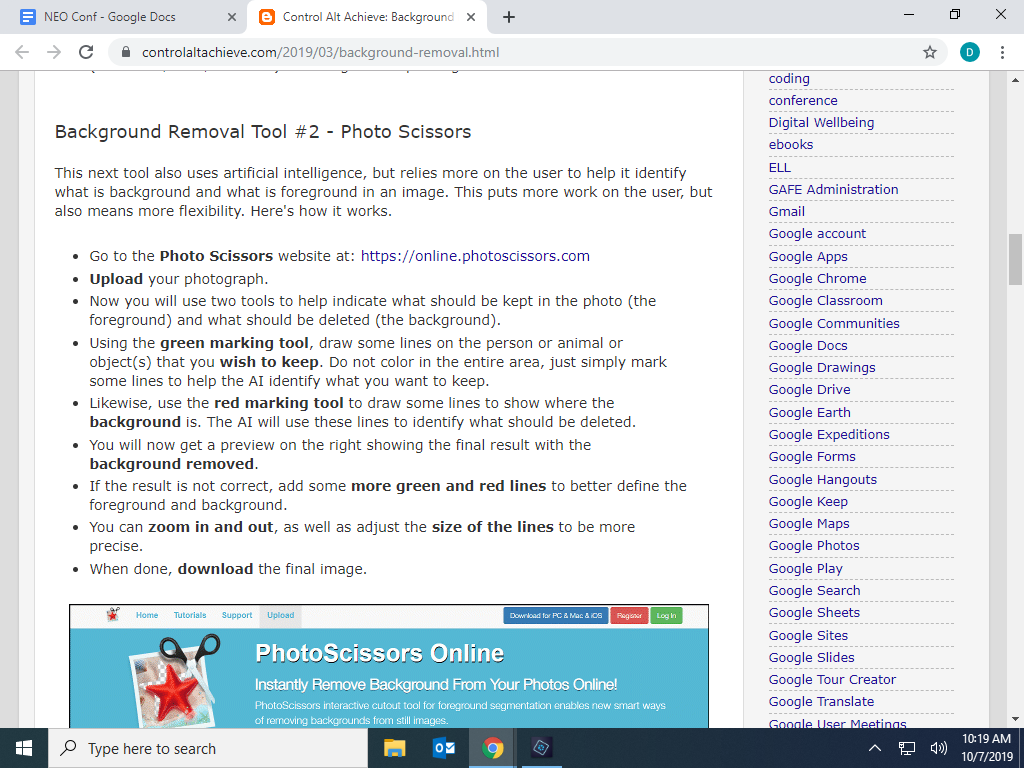 NEO Conf - Google Docs
Control Alt Achieve: Background
controlaltachieve.com/2019/03/background-removal.html
D
Background Removal Tool #2 - Photo Scissors
This next tool also uses artificial intelligence, but relies more on the user to help it identify
what is background and what is foreground in an image. This puts more work on the user, but
also means more flexibility. Here's how it works.
Go to the Photo Scissors website at: https://online.photoscissors.com
Upload your photograph.
Now you will use two tools to help indicate what should be kept in the photo (the
foreground) and what should be deleted (the background).
Using the green marking tool, draw some lines on the person or animal or
object(s) that you wish to keep. Do not color in the entire area, just simply mark
some lines to help the AI identify what you want to keep.
Likewise, use the red marking tool to draw some lines to show where the
background is. The AI will use these lines to identify what should be deleted.
You will now get a preview on the right showing the final result with the
background removed.
If the result is not correct, add some more green and red lines to better define the
foreground and background.
You can zoom in and out, as well as adjust the size of the lines to be more
precise.
When done, download the final image.
Home Tutorials Support Upload
Download for PC & Mac & iOS Register Log In
PhotoScissors Online
Instantly Remove Background From Your Photos Online!
PhotoScissors interactive cutout tool for foreground segmentation enables new smart ways
of removing backgrounds from still images.
coding
conference
Digital Wellbeing
ebooks
ELL
GAFE Administration
Gmail
Google account
Google Apps
Google Chrome
Google Classroom
Google Communities
Google Docs
Google Drawings
Google Drive
Google Earth
Google Expeditions
Google Forms
Google Hangouts
Google Keep
Google Maps
Google Photos
Google Play
Google Search
Google Sheets
Google Sites
Google Slides
Google Tour Creator
Google Translate
Google User Meetings
Type here to search
10:19 AM
10/7/2019